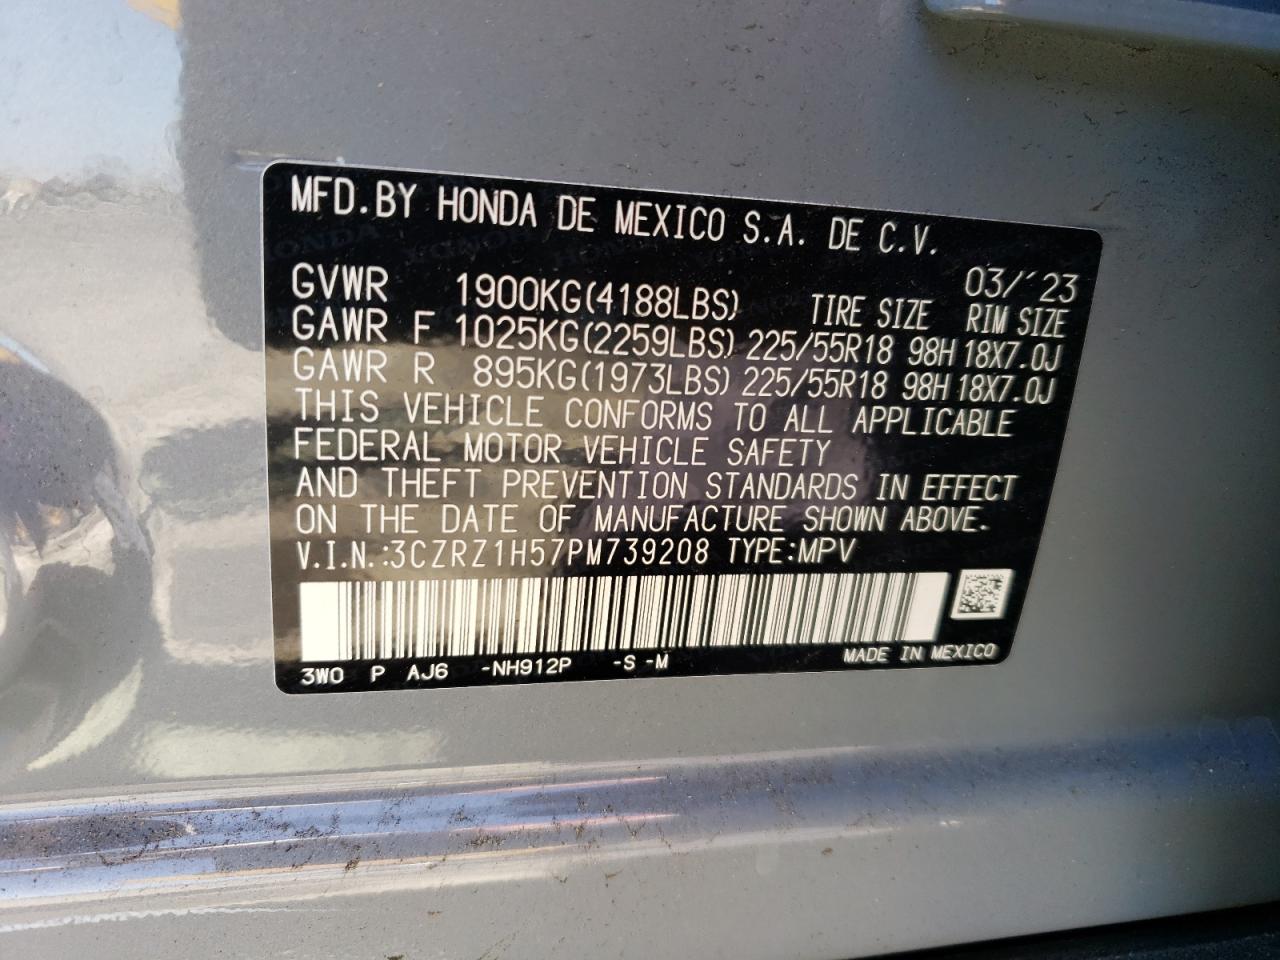 MFD.BY HONDA DE MEXICO S.A. DE C.V.
03/'23
GVWR 1900KG(4188LBS) TIRE SIZE RIM SIZE
GAWR F 1025KG(2259LBS) 225/55R18 98H 18X7.0J
GAWR R 895KG(1973LBS) 225/55R18 98H 18X7.0J
THIS VEHICLE CONFORMS TO ALL APPLICABLE
FEDERAL MOTOR VEHICLE SAFETY
AND THEFT PREVENTION STANDARDS IN EFFECT
ON THE DATE OF MANUFACTURE SHOWN ABOVE.
V.I.N.:3CZRZ1H57PM739208 TYPE:MPV
3WO P AJ6 -NH912P -S -M MADE IN MEXICO